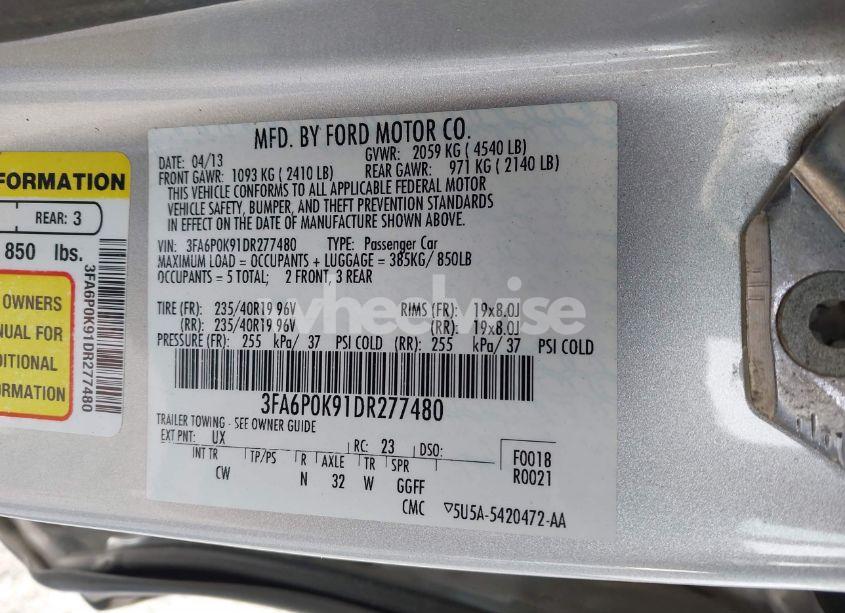 MFD. BY FORD MOTOR CO.
DATE: 04/13 GVWR: 2059 KG ( 4540 LB)
FRONT GAWR: 1093 KG ( 2410 LB) REAR GAWR: 971 KG ( 2140 LB)
THIS VEHICLE CONFORMS TO ALL APPLICABLE FEDERAL MOTOR
VEHICLE SAFETY, BUMPER, AND THEFT PREVENTION STANDARDS
IN EFFECT ON THE DATE OF MANUFACTURE SHOWN ABOVE.
VIN: 3FA6P0K91DR277480 TYPE: Passenger Car
MAXIMUM LOAD = OCCUPANTS + LUGGAGE = 385KG/ 850LB
OCCUPANTS = 5 TOTAL; 2 FRONT, 3 REAR
TIRE (FR): 235/40R19 96V RIMS (FR): 19x8.0J
(RR): 235/40R19 96V (RR): 19x8.0J
PRESSURE (FR): 255 kPa/ 37 PSI COLD (RR): 255 kPa/ 37 PSI COLD
3FA6P0K91DR277480
TRAILER TOWING - SEE OWNER GUIDE
EXT PNT: UX RC: 23 DSO: F0018
INT TR TP/PS R AXLE TR SPR R0021
CW N 32 W GGFF
CMC ▽5U5A-5420472-AA
FORMATION
REAR: 3
850 lbs.
OWNERS
NUAL FOR
DITIONAL
FORMATION
3FA6P0K91DR277480
wheelwise